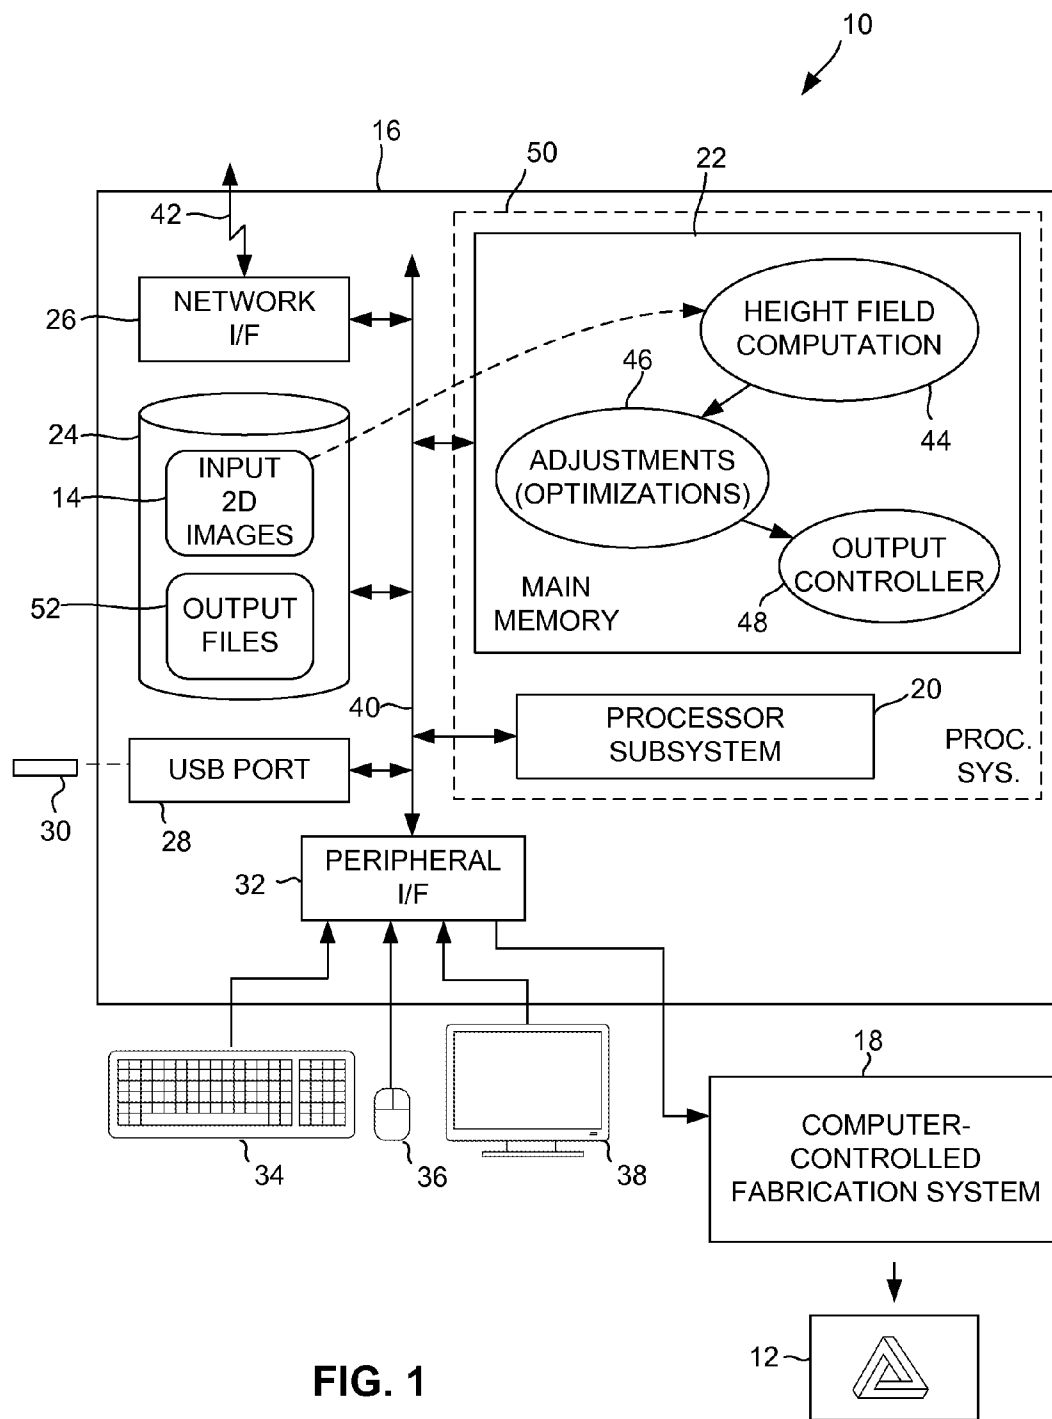 10
16
50
22
42
NETWORK
I/F
26
HEIGHT FIELD
COMPUTATION
46
44
24
INPUT
2D
IMAGES
14
ADJUSTMENTS
(OPTIMIZATIONS)
OUTPUT
CONTROLLER
MAIN
MEMORY
48
52
OUTPUT
FILES
40
20
PROCESSOR
SUBSYSTEM
PROC.
SYS.
USB PORT
30
28
PERIPHERAL
I/F
32
18
34
36
38
COMPUTER-
CONTROLLED
FABRICATION SYSTEM
12
FIG. 1